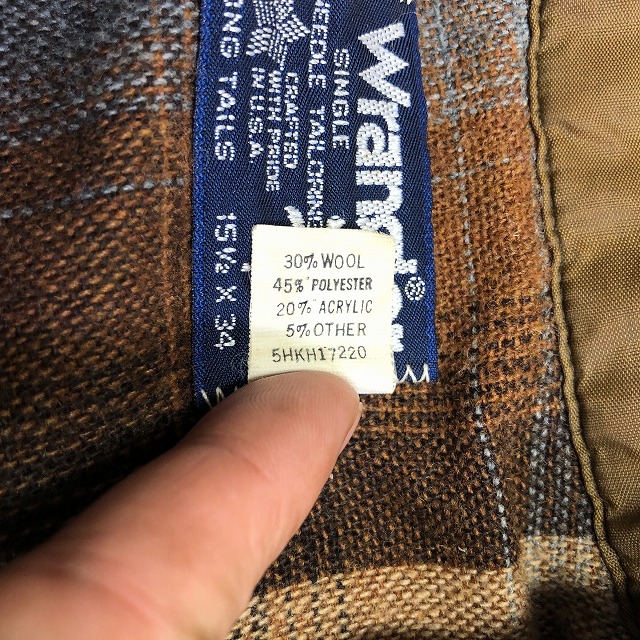 Wrangler®
SINGLE
NEEDLE TAILORING
CRAFTED
WITH PRIDE
IN U.S.A.
LONG TAILS 15½ X 34
30% WOOL
45% POLYESTER
20% ACRYLIC
5% OTHER
5HKH17220